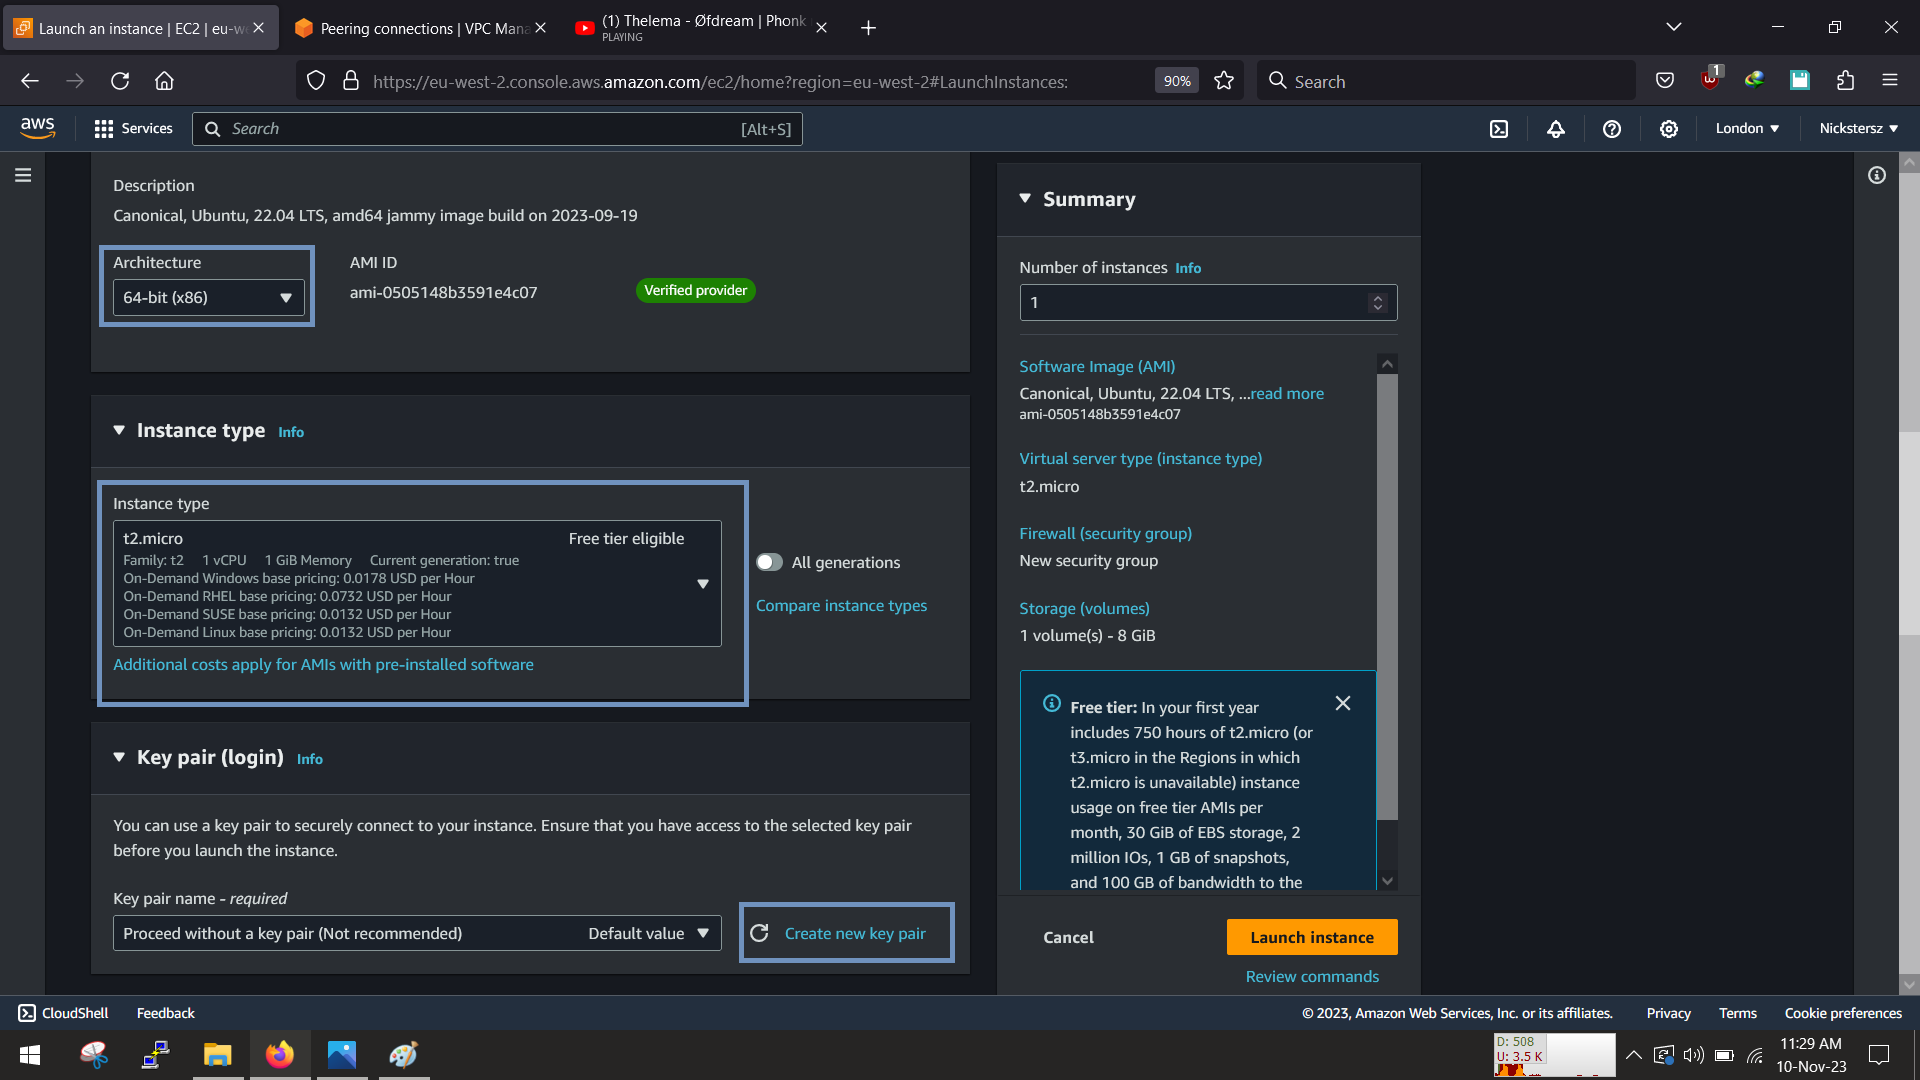 Launch an instance | EC2 | eu-we
Peering connections | VPC Mana
(1) Thelema - Øfdream | Phonk
PLAYING
https://eu-west-2.console.aws.amazon.com/ec2/home?region=eu-west-2#LaunchInstances:
90%
Search
1
aws
Services
Search
[Alt+S]
London
Nickstersz
Description
Canonical, Ubuntu, 22.04 LTS, amd64 jammy image build on 2023-09-19
Architecture
64-bit (x86)
AMI ID
ami-0505148b3591e4c07
Verified provider
Instance type Info
Instance type
t2.micro
Free tier eligible
Family: t2 1 vCPU 1 GiB Memory Current generation: true
On-Demand Windows base pricing: 0.0178 USD per Hour
On-Demand RHEL base pricing: 0.0732 USD per Hour
On-Demand SUSE base pricing: 0.0132 USD per Hour
On-Demand Linux base pricing: 0.0132 USD per Hour
Additional costs apply for AMIs with pre-installed software
All generations
Compare instance types
Key pair (login) Info
You can use a key pair to securely connect to your instance. Ensure that you have access to the selected key pair
before you launch the instance.
Key pair name - required
Proceed without a key pair (Not recommended)
Default value
Create new key pair
Summary
Number of instances Info
1
Software Image (AMI)
Canonical, Ubuntu, 22.04 LTS, ...read more
ami-0505148b3591e4c07
Virtual server type (instance type)
t2.micro
Firewall (security group)
New security group
Storage (volumes)
1 volume(s) - 8 GiB
Free tier: In your first year
includes 750 hours of t2.micro (or
t3.micro in the Regions in which
t2.micro is unavailable) instance
usage on free tier AMIs per
month, 30 GiB of EBS storage, 2
million IOs, 1 GB of snapshots,
and 100 GB of bandwidth to the
Cancel
Launch instance
Review commands
CloudShell
Feedback
© 2023, Amazon Web Services, Inc. or its affiliates.
Privacy
Terms
Cookie preferences
D: 508
U: 3.5 K
11:29 AM
10-Nov-23